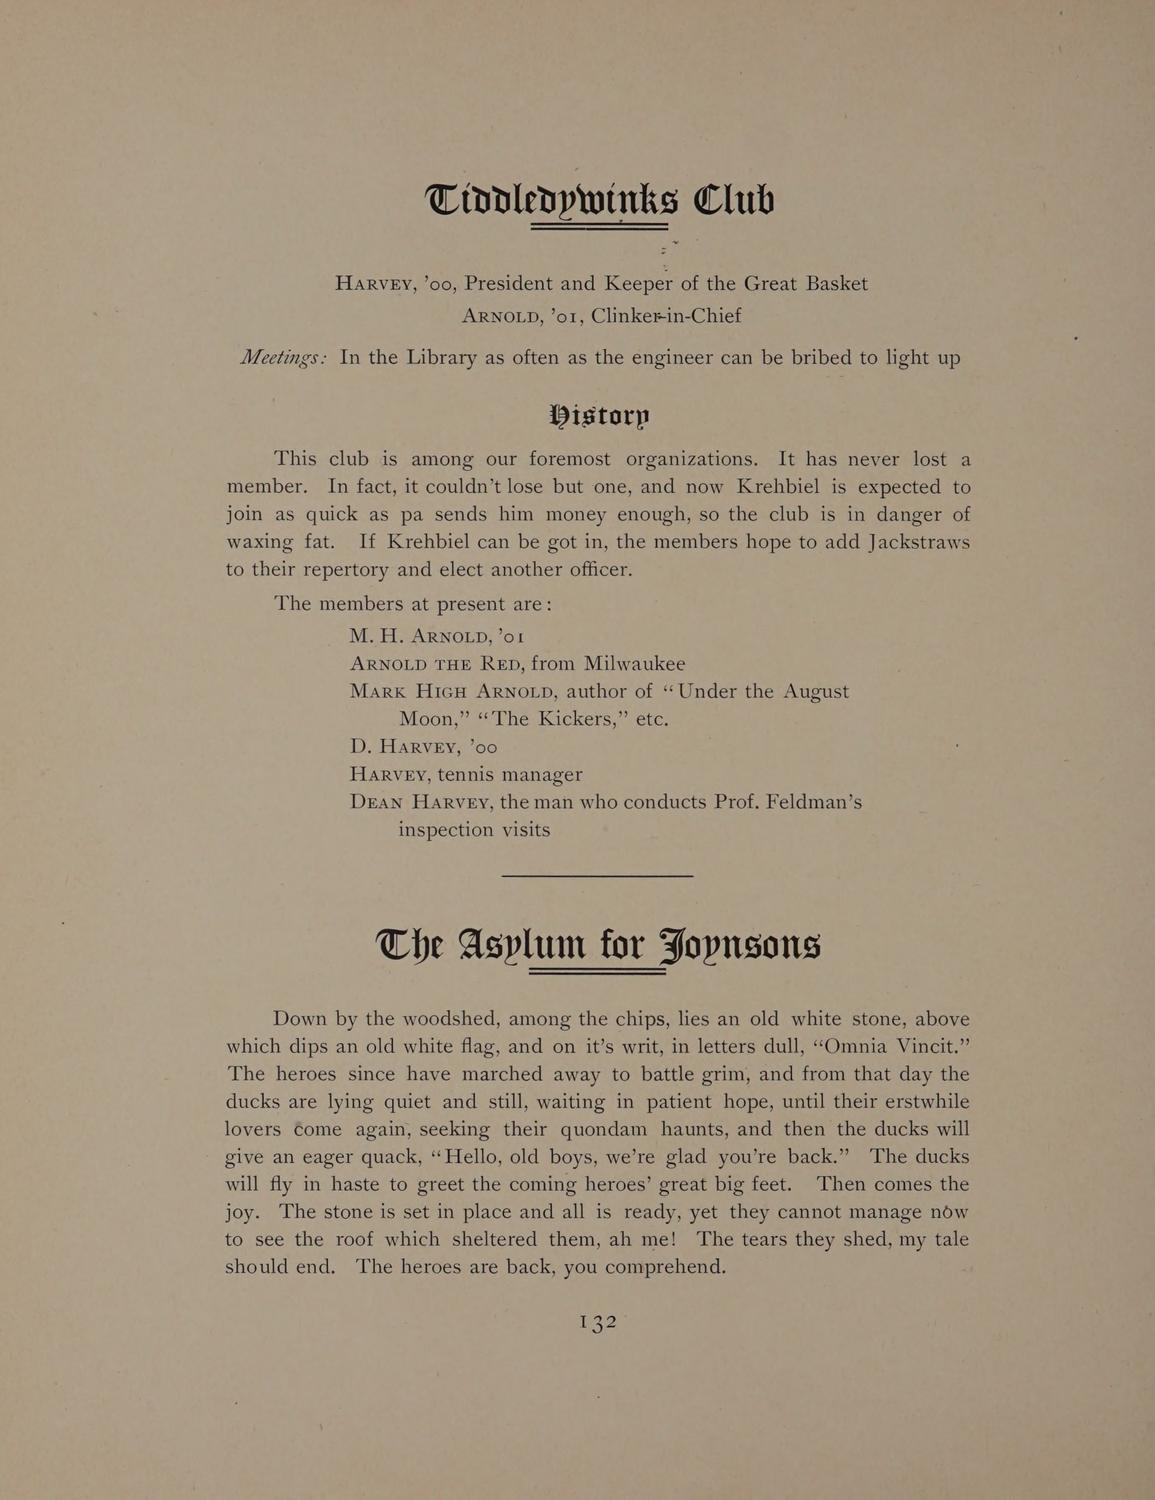 Tiddledywinks Club
HARVEY, ’00, President and Keeper of the Great Basket
ARNOLD, ’01, Clinker-in-Chief
Meetings: In the Library as often as the engineer can be bribed to light up
History
This club is among our foremost organizations. It has never lost a
member. In fact, it couldn’t lose but one, and now Krehbiel is expected to
join as quick as pa sends him money enough, so the club is in danger of
waxing fat. If Krehbiel can be got in, the members hope to add Jackstraws
to their repertory and elect another officer.
The members at present are:
M. H. ARNOLD, ’01
ARNOLD THE RED, from Milwaukee
MARK HIGH ARNOLD, author of “Under the August
Moon,” “The Kickers,” etc.
D. HARVEY, ’00
HARVEY, tennis manager
DEAN HARVEY, the man who conducts Prof. Feldman’s
inspection visits
The Asylum for Joynsons
Down by the woodshed, among the chips, lies an old white stone, above
which dips an old white flag, and on it’s writ, in letters dull, “Omnia Vincit.”
The heroes since have marched away to battle grim, and from that day the
ducks are lying quiet and still, waiting in patient hope, until their erstwhile
lovers come again, seeking their quondam haunts, and then the ducks will
give an eager quack, “Hello, old boys, we’re glad you’re back.” The ducks
will fly in haste to greet the coming heroes’ great big feet. Then comes the
joy. The stone is set in place and all is ready, yet they cannot manage now
to see the roof which sheltered them, ah me! The tears they shed, my tale
should end. The heroes are back, you comprehend.
132